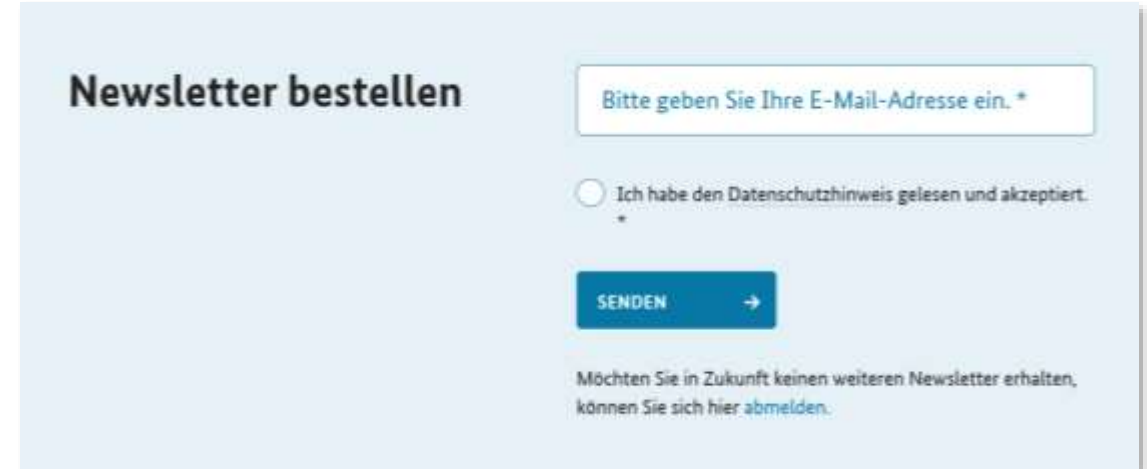 Newsletter bestellen
Bitte geben Sie Ihre E-Mail-Adresse ein. *
Ich habe den Datenschutzhinweis gelesen und akzeptiert.
*
SENDEN →
Möchten Sie in Zukunft keinen weiteren Newsletter erhalten,
können Sie sich hier abmelden.